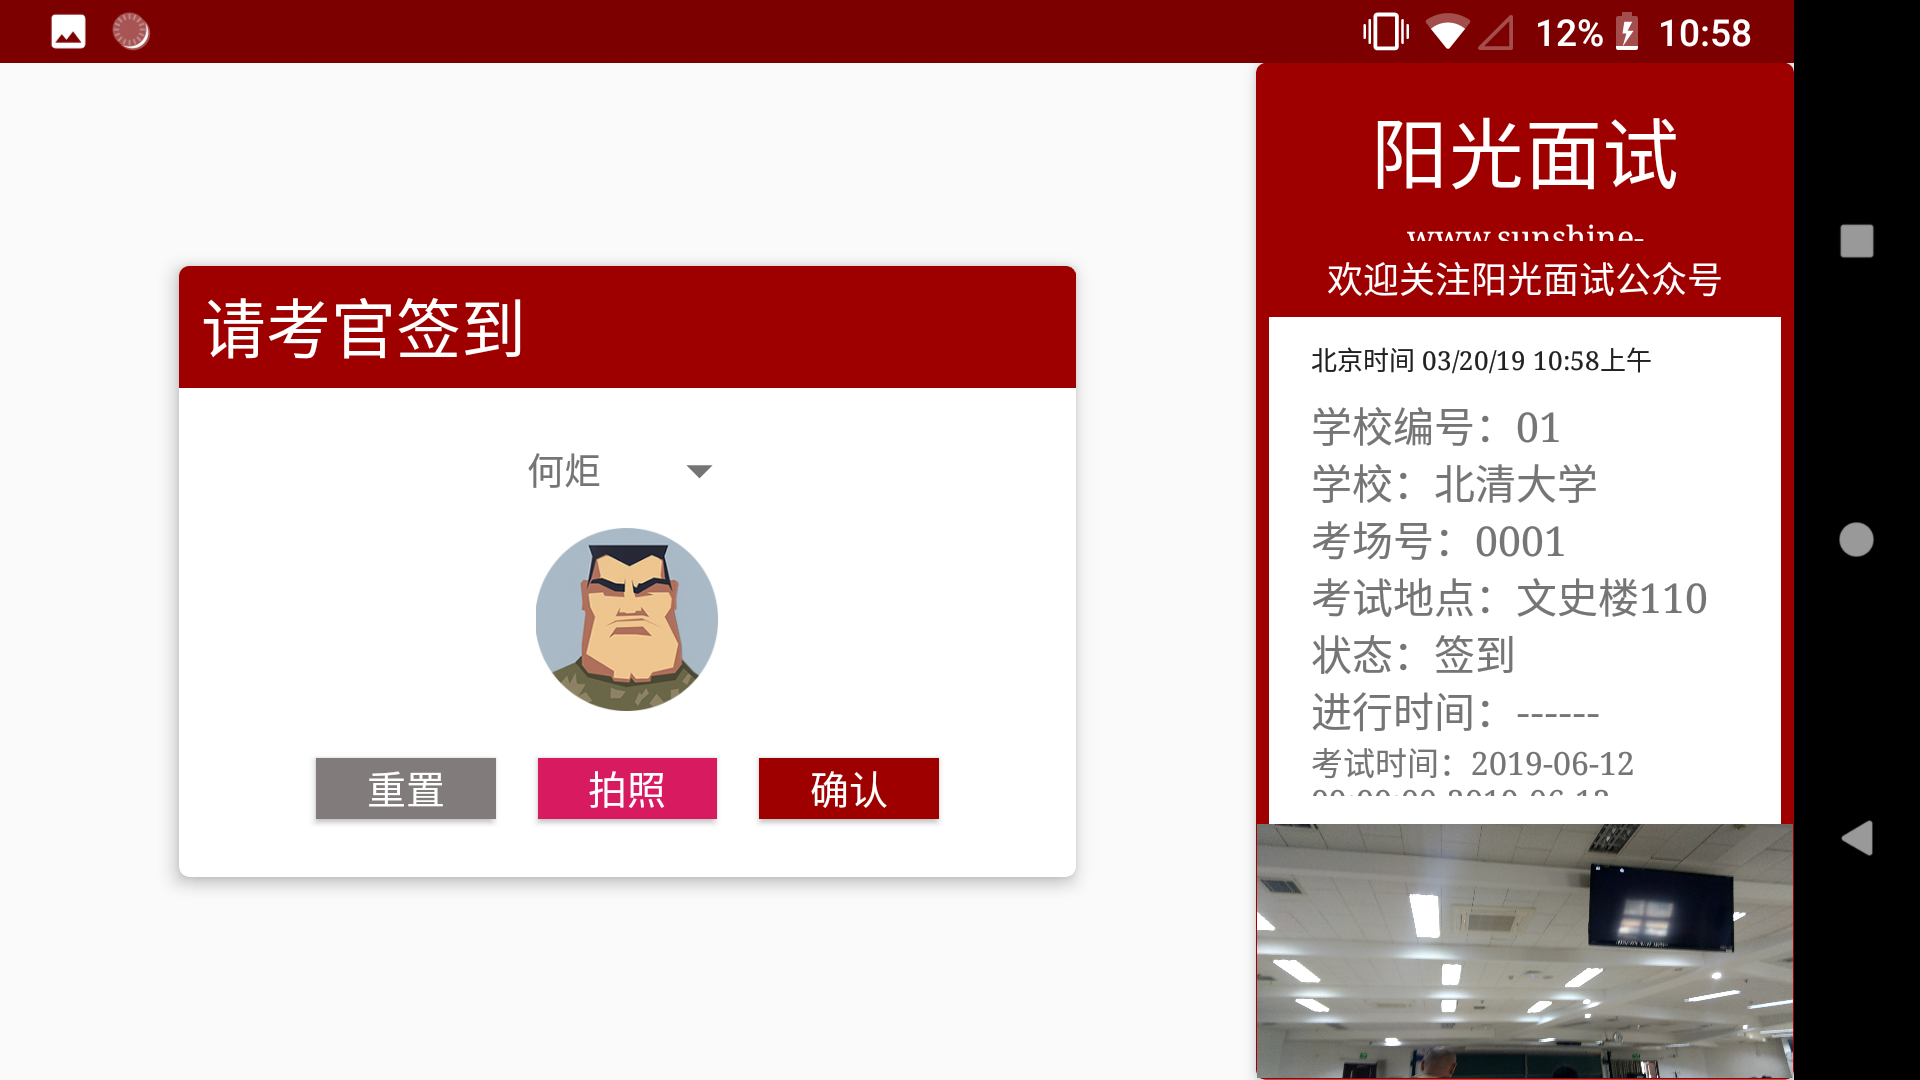 12% 10:58
请考官签到
何炬
重置 拍照 确认
阳光面试
www.sunshine-
欢迎关注阳光面试公众号
北京时间 03/20/19 10:58上午
学校编号：01
学校：北清大学
考场号：0001
考试地点：文史楼110
状态：签到
进行时间：------
考试时间：2019-06-12